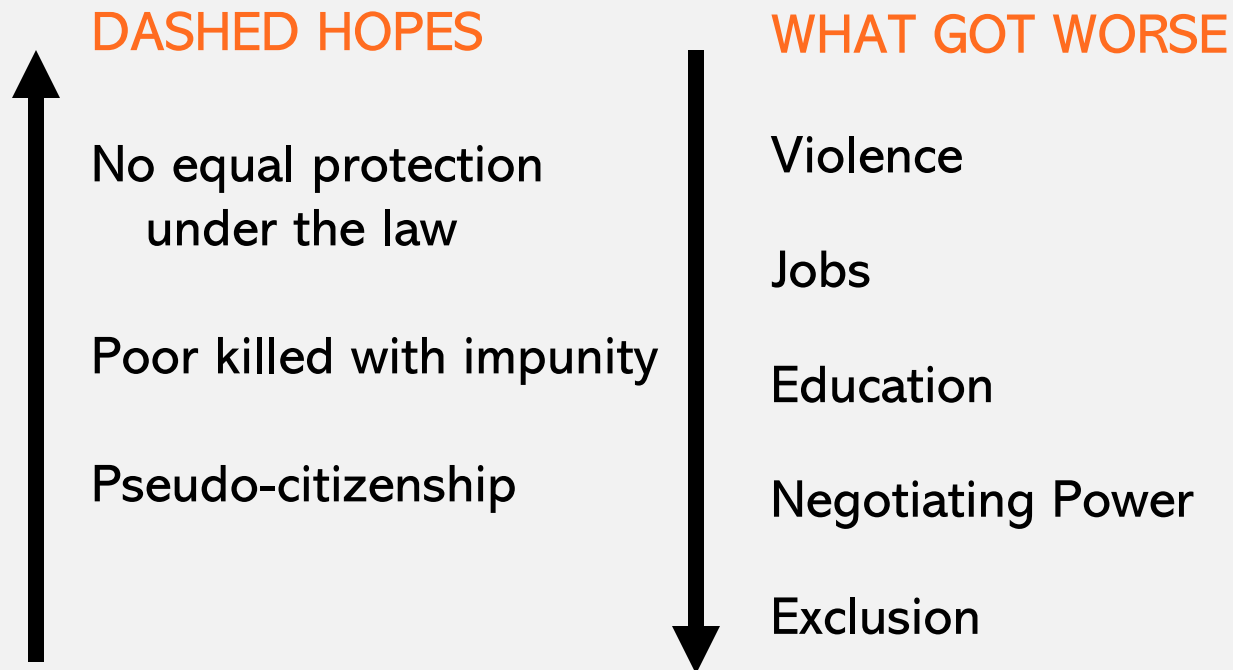 DASHED HOPES
No equal protection
under the law
Poor killed with impunity
Pseudo-citizenship
WHAT GOT WORSE
Violence
Jobs
Education
Negotiating Power
Exclusion